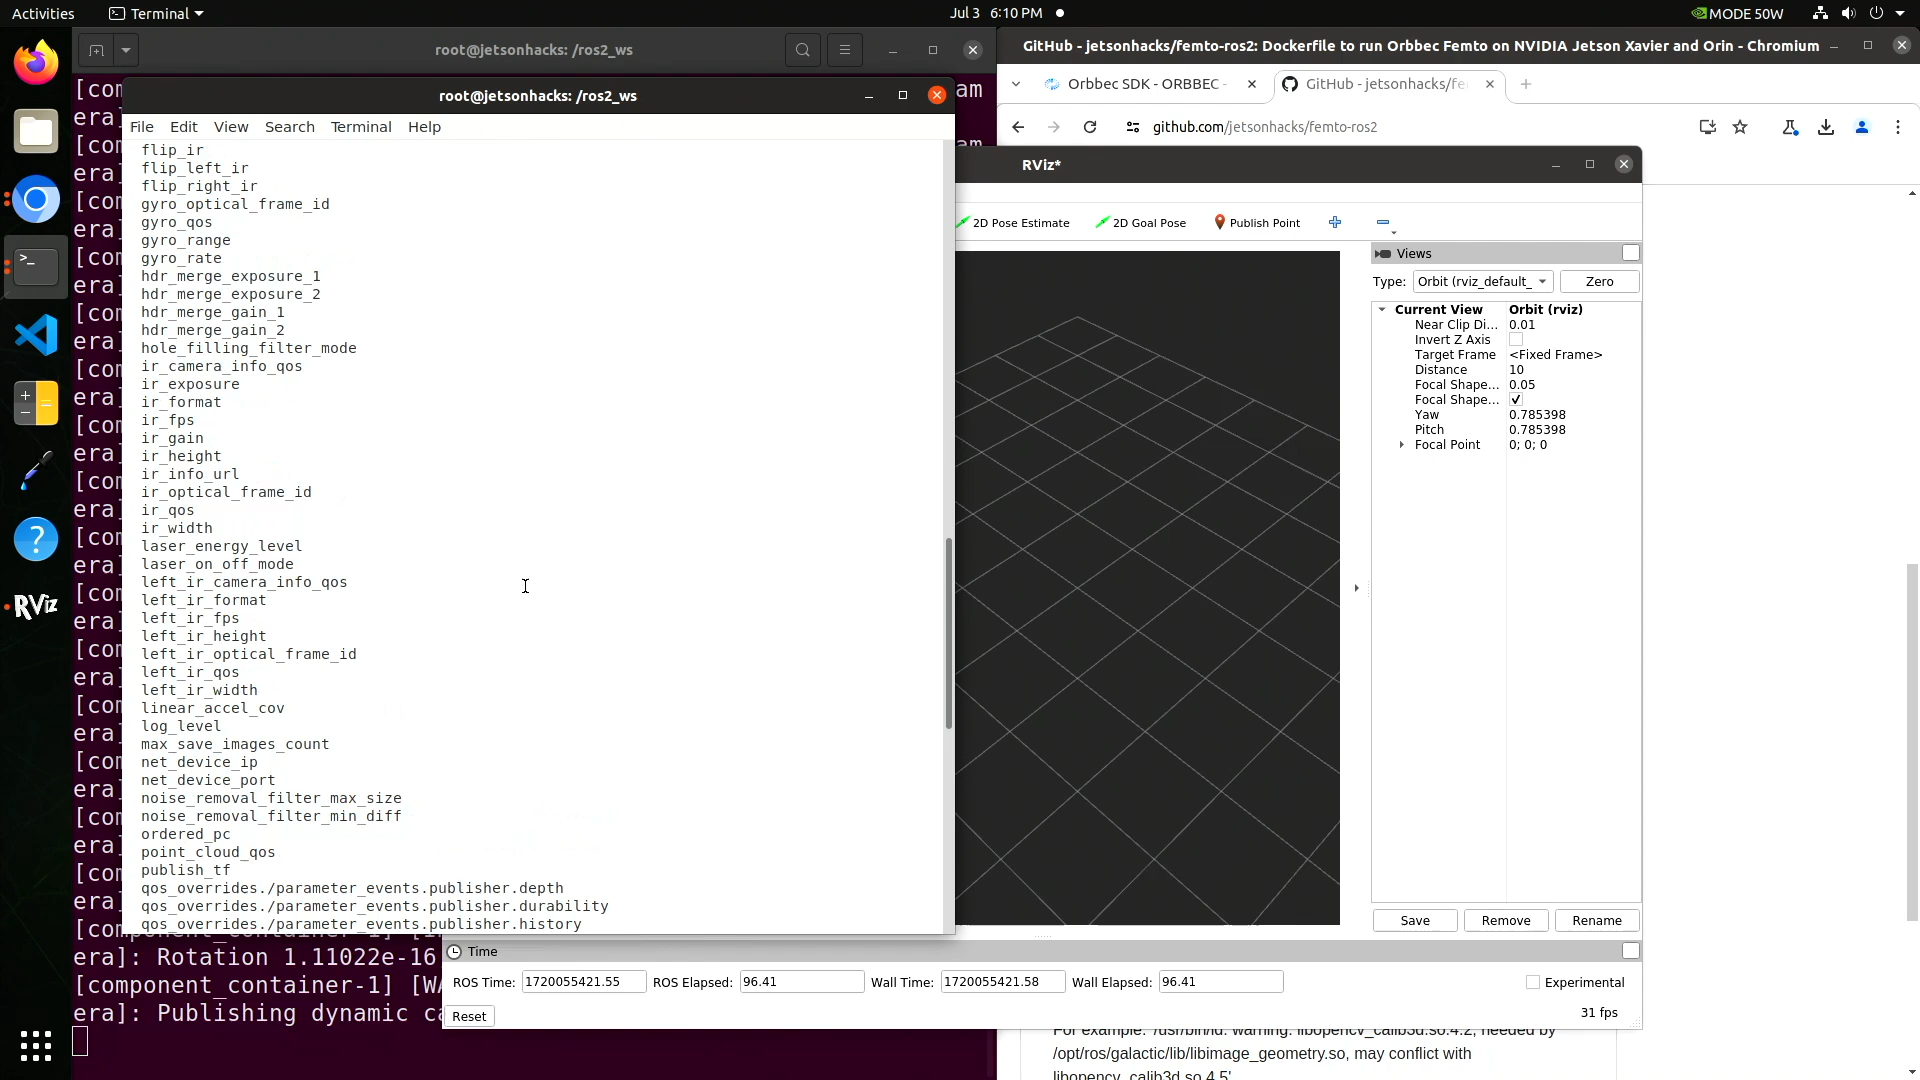 Activities
Terminal
Jul 3 6:10 PM
MODE 50W
root@jetsonhacks: /ros2_ws
GitHub - jetsonhacks/femto-ros2: Dockerfile to run Orbbec Femto on NVIDIA Jetson Xavier and Orin - Chromium
Orbbec SDK - ORBBEC -
GitHub - jetsonhacks/fe
github.com/jetsonhacks/femto-ros2
root@jetsonhacks: /ros2_ws
File Edit View Search Terminal Help
flip_ir
flip_left_ir
flip_right_ir
gyro_optical_frame_id
gyro_qos
gyro_range
gyro_rate
hdr_merge_exposure_1
hdr_merge_exposure_2
hdr_merge_gain_1
hdr_merge_gain_2
hole_filling_filter_mode
ir_camera_info_qos
ir_exposure
ir_format
ir_fps
ir_gain
ir_height
ir_info_url
ir_optical_frame_id
ir_qos
ir_width
laser_energy_level
laser_on_off_mode
left_ir_camera_info_qos
left_ir_format
left_ir_fps
left_ir_height
left_ir_optical_frame_id
left_ir_qos
left_ir_width
linear_accel_cov
log_level
max_save_images_count
net_device_ip
net_device_port
noise_removal_filter_max_size
noise_removal_filter_min_diff
ordered_pc
point_cloud_qos
publish_tf
qos_overrides./parameter_events.publisher.depth
qos_overrides./parameter_events.publisher.durability
qos_overrides./parameter_events.publisher.history
era]: Rotation 1.11022e-16
[component_container-1] [WA
era]: Publishing dynamic ca
RViz*
2D Pose Estimate
2D Goal Pose
Publish Point
Views
Type: Orbit (rviz_default_ Zero
Current View Orbit (rviz)
Near Clip Di... 0.01
Invert Z Axis
Target Frame <Fixed Frame>
Distance 10
Focal Shape... 0.05
Focal Shape... ✓
Yaw 0.785398
Pitch 0.785398
Focal Point 0; 0; 0
Save Remove Rename
Time
ROS Time: 1720055421.55 ROS Elapsed: 96.41 Wall Time: 1720055421.58 Wall Elapsed: 96.41 Experimental
Reset
31 fps
/opt/ros/galactic/lib/libimage_geometry.so, may conflict with
libopencv_calib3d.so.4.5'
RViz